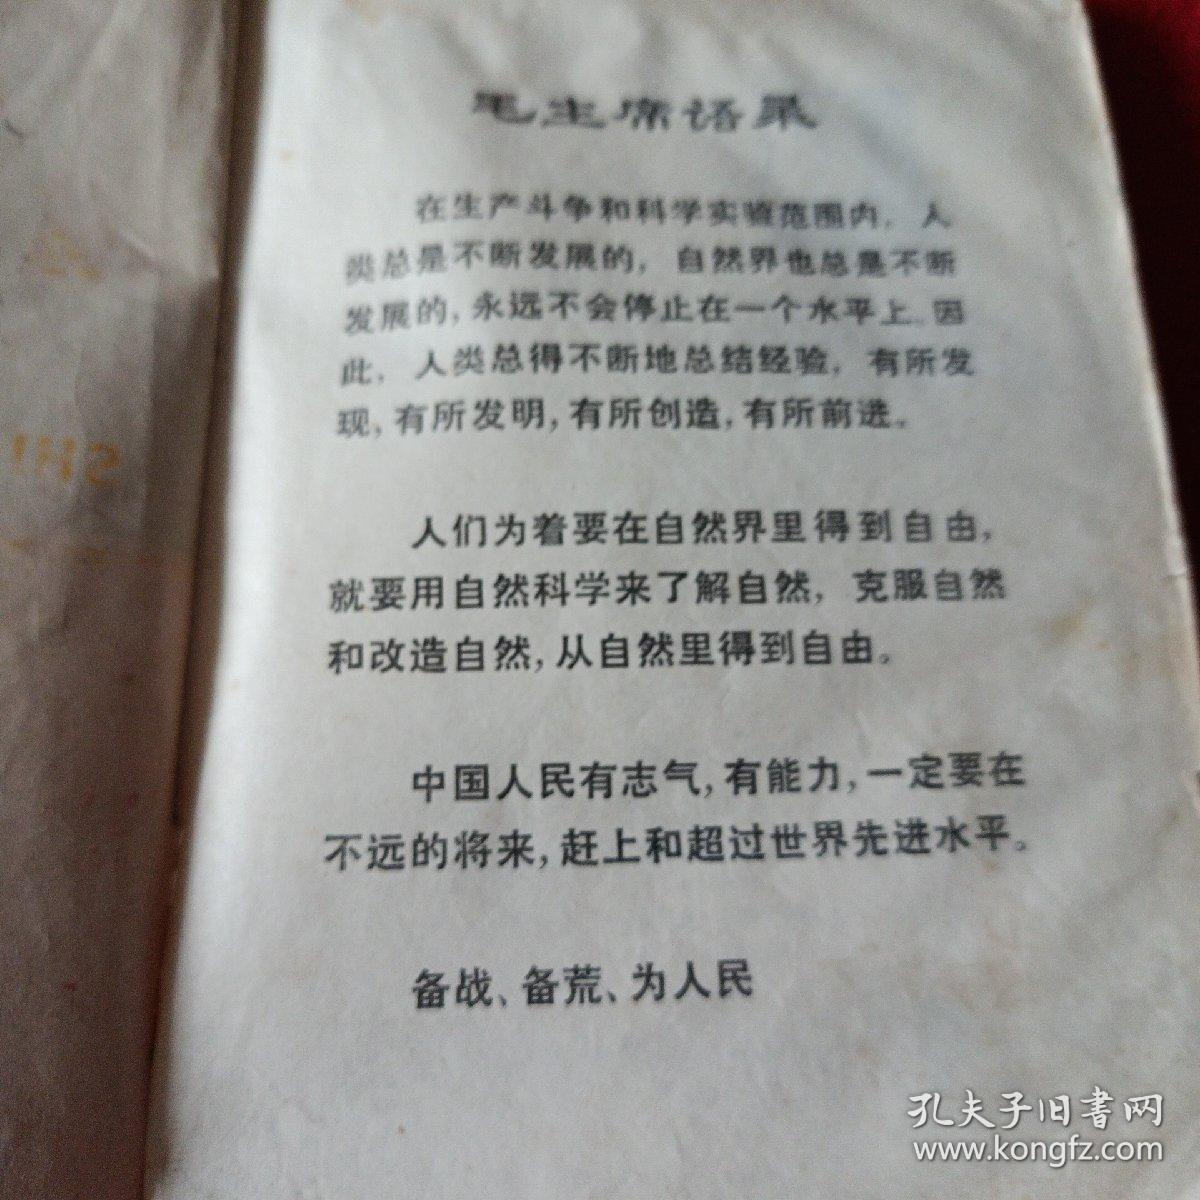 毛主席语录
在生产斗争和科学实验范围内，人
类总是不断发展的，自然界也总是不断
发展的，永远不会停止在一个水平上。因
此，人类总得不断地总结经验，有所发
现，有所发明，有所创造，有所前进。
人们为着要在自然界里得到自由，
就要用自然科学来了解自然，克服自然
和改造自然，从自然里得到自由。
中国人民有志气，有能力，一定要在
不远的将来，赶上和超过世界先进水平。
备战、备荒、为人民
孔夫子旧書网
www.kongfz.com